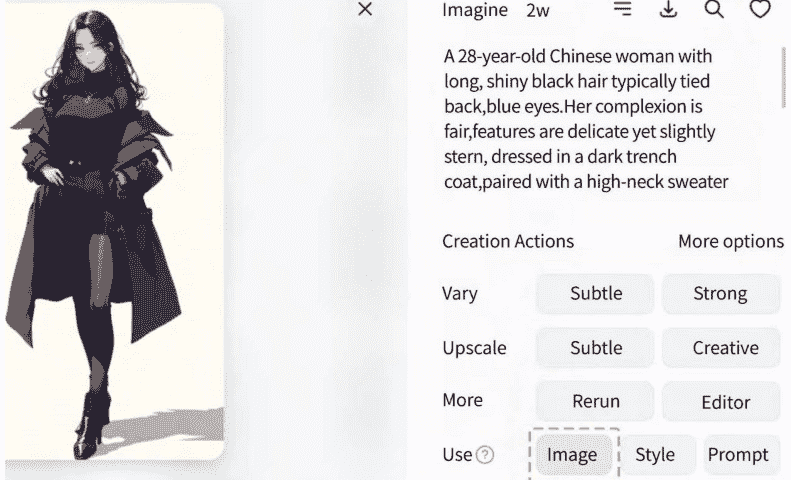 Imagine 2w
A 28-year-old Chinese woman with
long, shiny black hair typically tied
back,blue eyes.Her complexion is
fair,features are delicate yet slightly
stern, dressed in a dark trench
coat,paired with a high-neck sweater
Creation Actions More options
Vary Subtle Strong
Upscale Subtle Creative
More Rerun Editor
Use ? Image Style Prompt